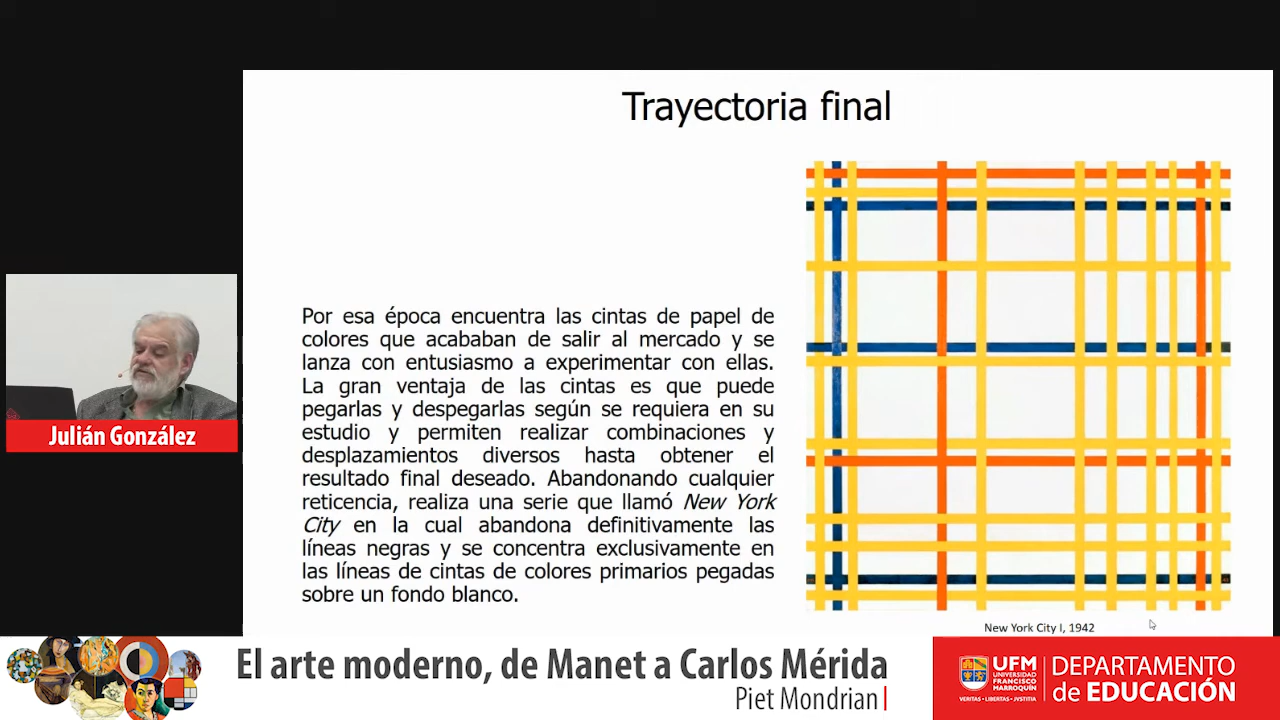 Trayectoria final
Por esa época encuentra las cintas de papel de
colores que acababan de salir al mercado y se
lanza con entusiasmo a experimentar con ellas.
La gran ventaja de las cintas es que puede
pegarlas y despegarlas según se requiera en su
estudio y permiten realizar combinaciones y
desplazamientos diversos hasta obtener el
resultado final deseado. Abandonando cualquier
reticencia, realiza una serie que llamó New York
City en la cual abandona definitivamente las
líneas negras y se concentra exclusivamente en
las líneas de cintas de colores primarios pegadas
sobre un fondo blanco.
New York City I, 1942
Julián González
El arte moderno, de Manet a Carlos Mérida
Piet Mondrian
UFM
UNIVERSIDAD
FRANCISCO
MARROQUÍN
VERITAS • LIBERTAS • JVSTITIA
DEPARTAMENTO
de EDUCACIÓN